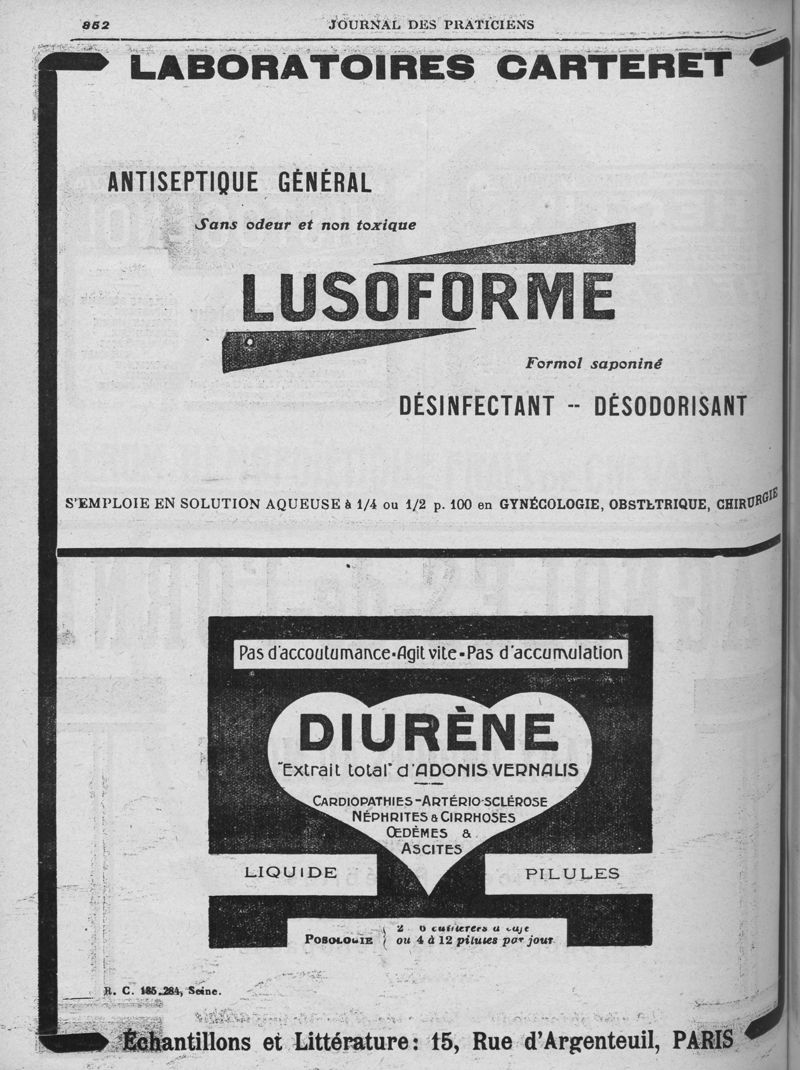 952
JOURNAL DES PRATICIENS
LABORATOIRES CARTERET
ANTISEPTIQUE GÉNÉRAL
Sans odeur et non toxique
LUSOFORME
Formol saponiné
DÉSINFECTANT -- DÉSODORISANT
S'EMPLOIE EN SOLUTION AQUEUSE à 1/4 ou 1/2 p. 100 en GYNÉCOLOGIE, OBSTÉTRIQUE, CHIRURGIE
Pas d'accoutumance-Agit vite-Pas d'accumulation
DIURÈNE
"Extrait total" d'ADONIS VERNALIS
CARDIOPATHIES-ARTÉRIO-SCLÉROSE
NÉPHRITES & CIRRHOSES
ŒDÈMES &
ASCITES
LIQUIDE
PILULES
POSOLOGIE
2 à
ou 4 à 12 pilules par jour
R. C. 185.284, Seine.
Échantillons et Littérature: 15, Rue d'Argenteuil, PARIS